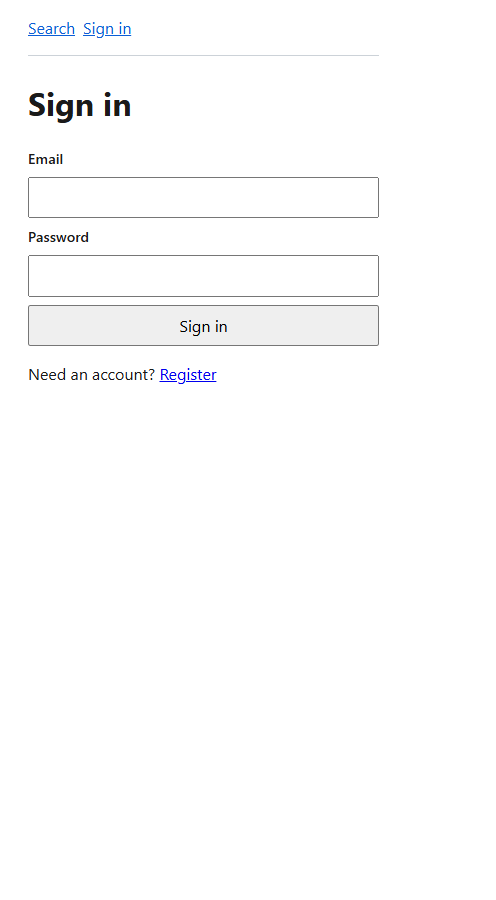 Search Sign in
Sign in
Email
Password
Sign in
Need an account? Register